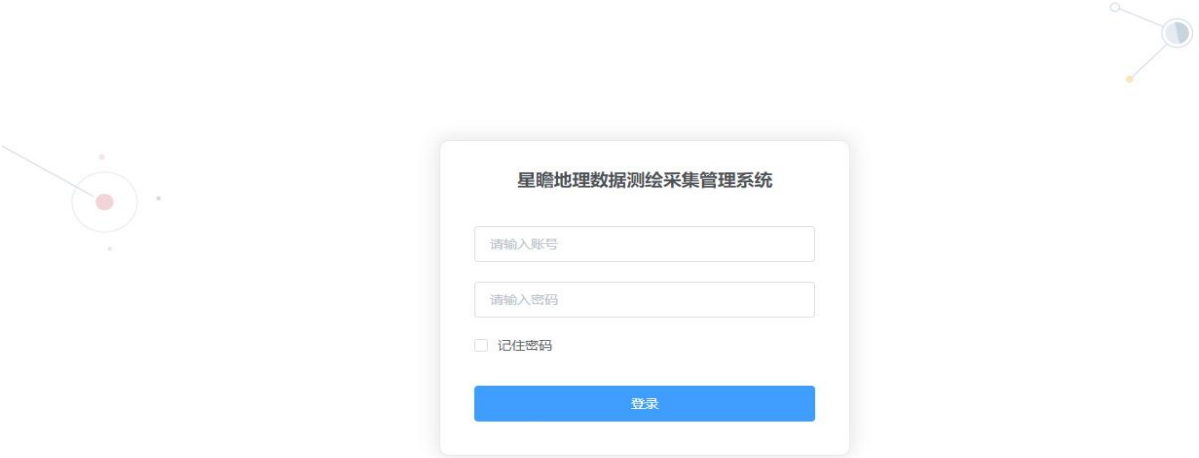 星瞻地理数据测绘采集管理系统
请输入账号
请输入密码
记住密码
登录